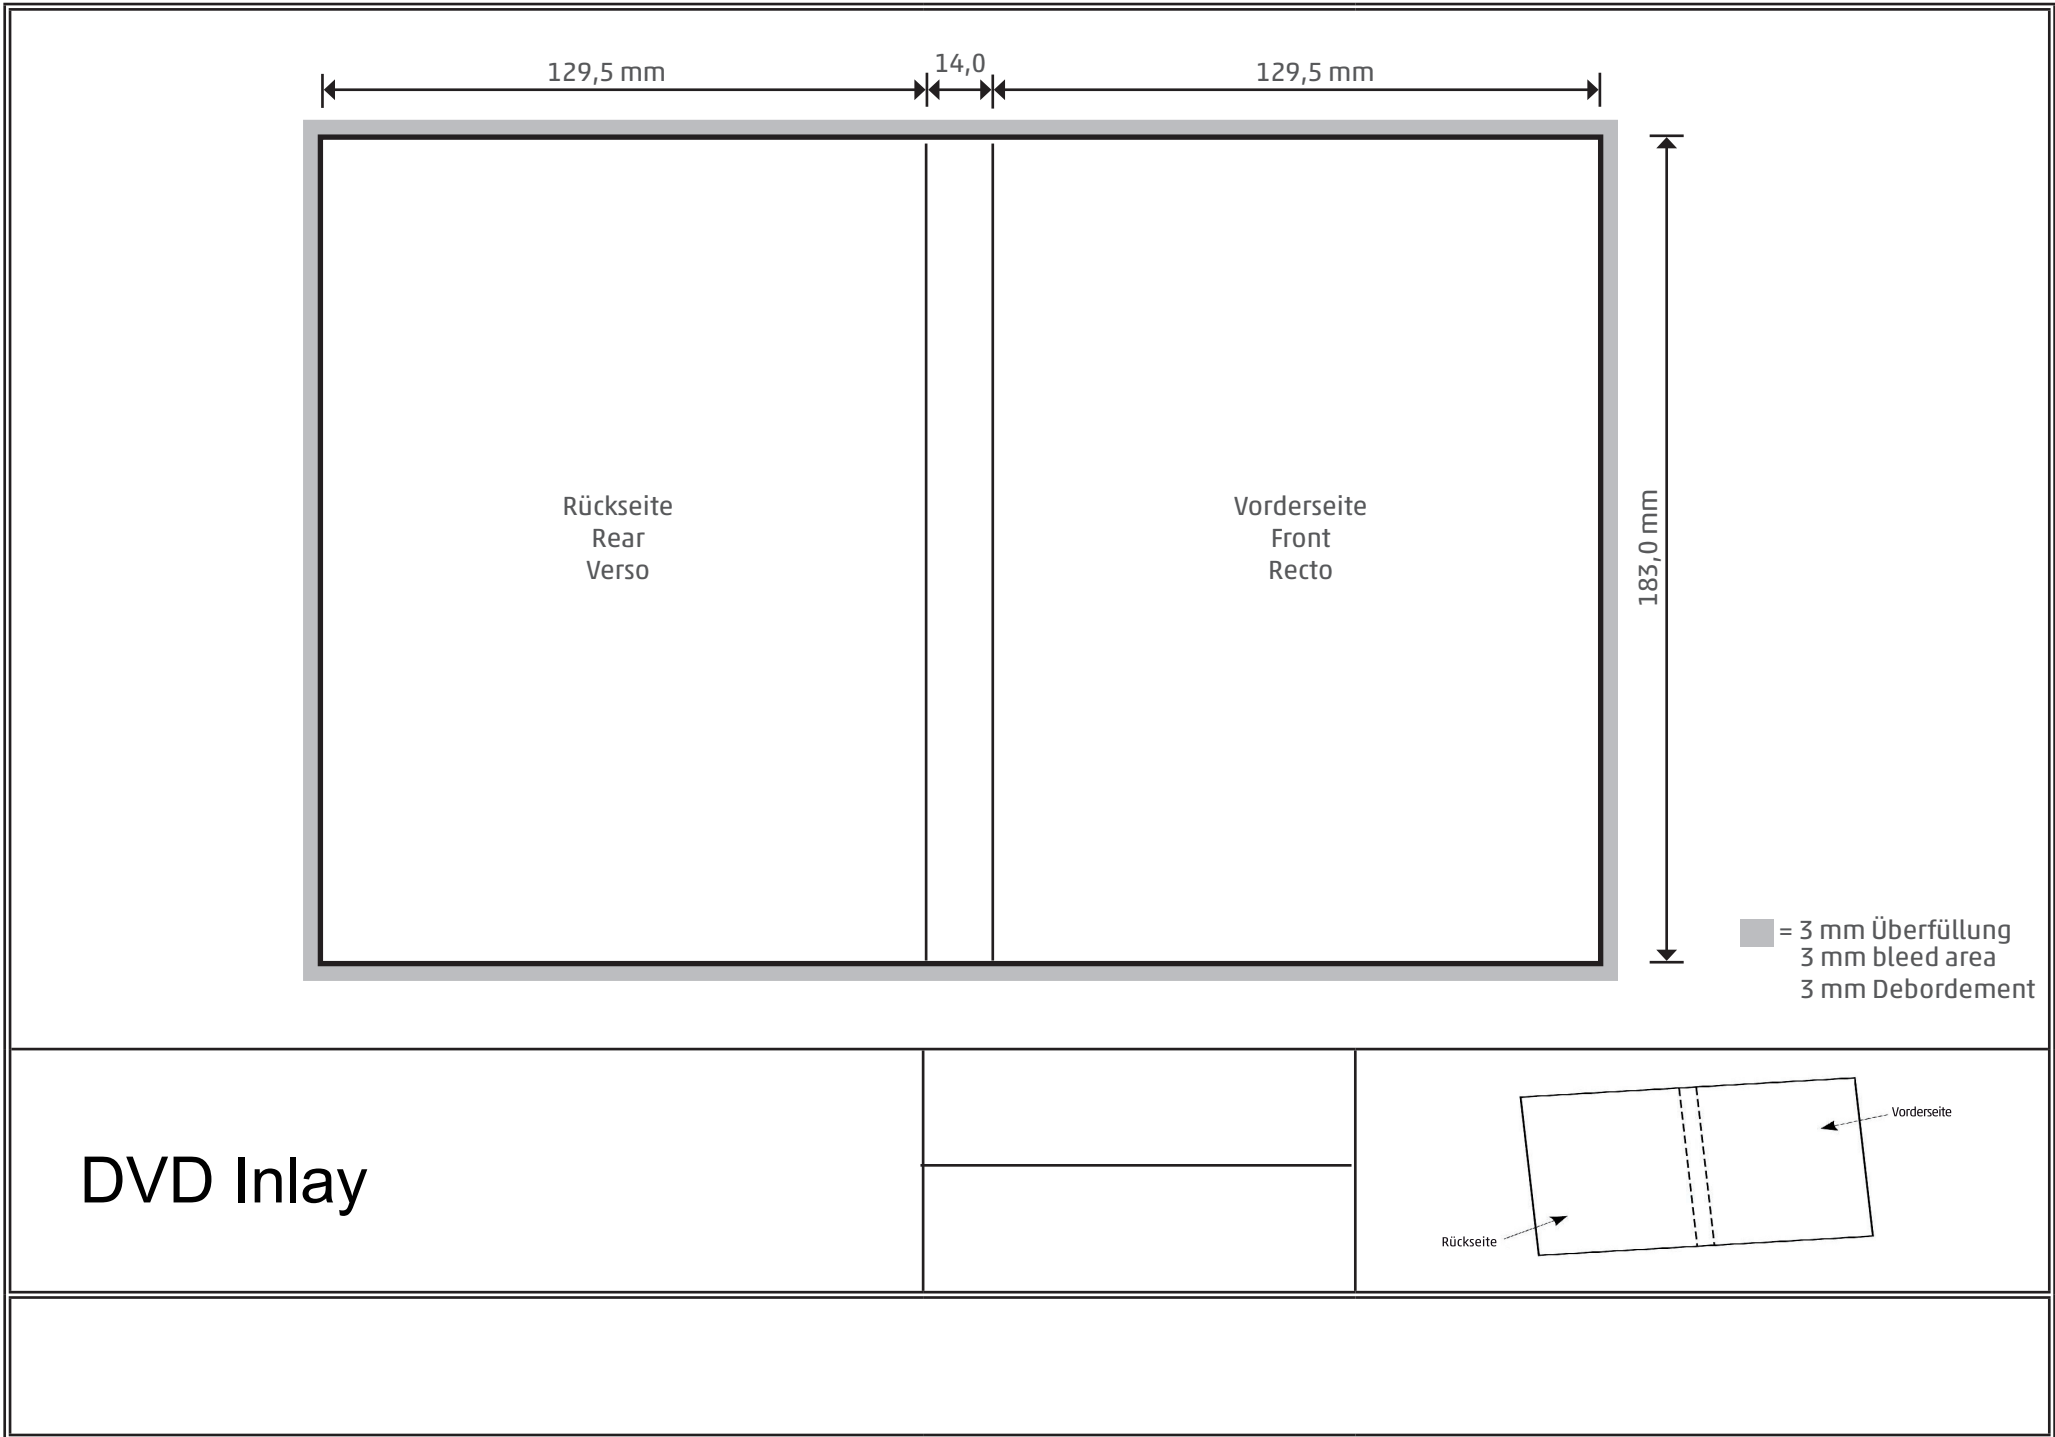 129,5 mm
14,0
129,5 mm
Rückseite
Rear
Verso
Vorderseite
Front
Recto
183,0 mm
= 3 mm Überfüllung
3 mm bleed area
3 mm Debordement
DVD Inlay
Vorderseite
Rückseite